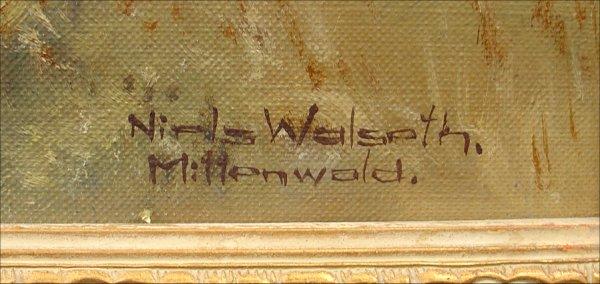 Niels Walseth.
Mittenwald.